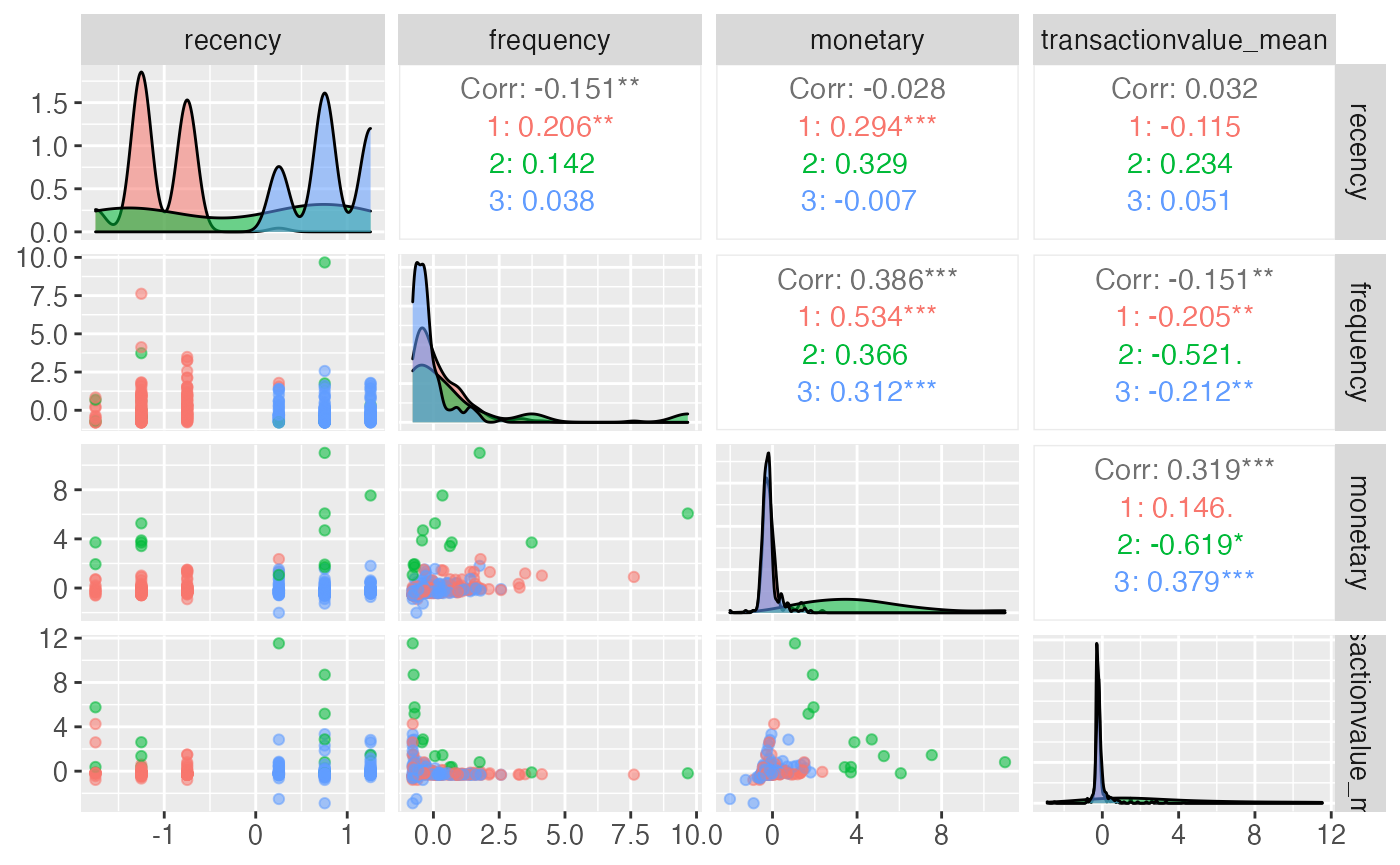 recency
frequency
monetary
transactionvalue_mean
1.5
1.0
0.5
0.0
Corr: -0.151**
1: 0.206**
2: 0.142
3: 0.038
Corr: -0.028
1: 0.294***
2: 0.329
3: -0.007
Corr: 0.032
1: -0.115
2: 0.234
3: 0.051
recency
10.0
7.5
5.0
2.5
0.0
Corr: 0.386***
1: 0.534***
2: 0.366
3: 0.312***
Corr: -0.151**
1: -0.205**
2: -0.521.
3: -0.212**
frequency
8
4
0
Corr: 0.319***
1: 0.146.
2: -0.619*
3: 0.379***
monetary
12
8
4
0
sactionvalue_m
-1 0 1
0.0 2.5 5.0 7.5 10.0
0 4 8
0 4 8 12